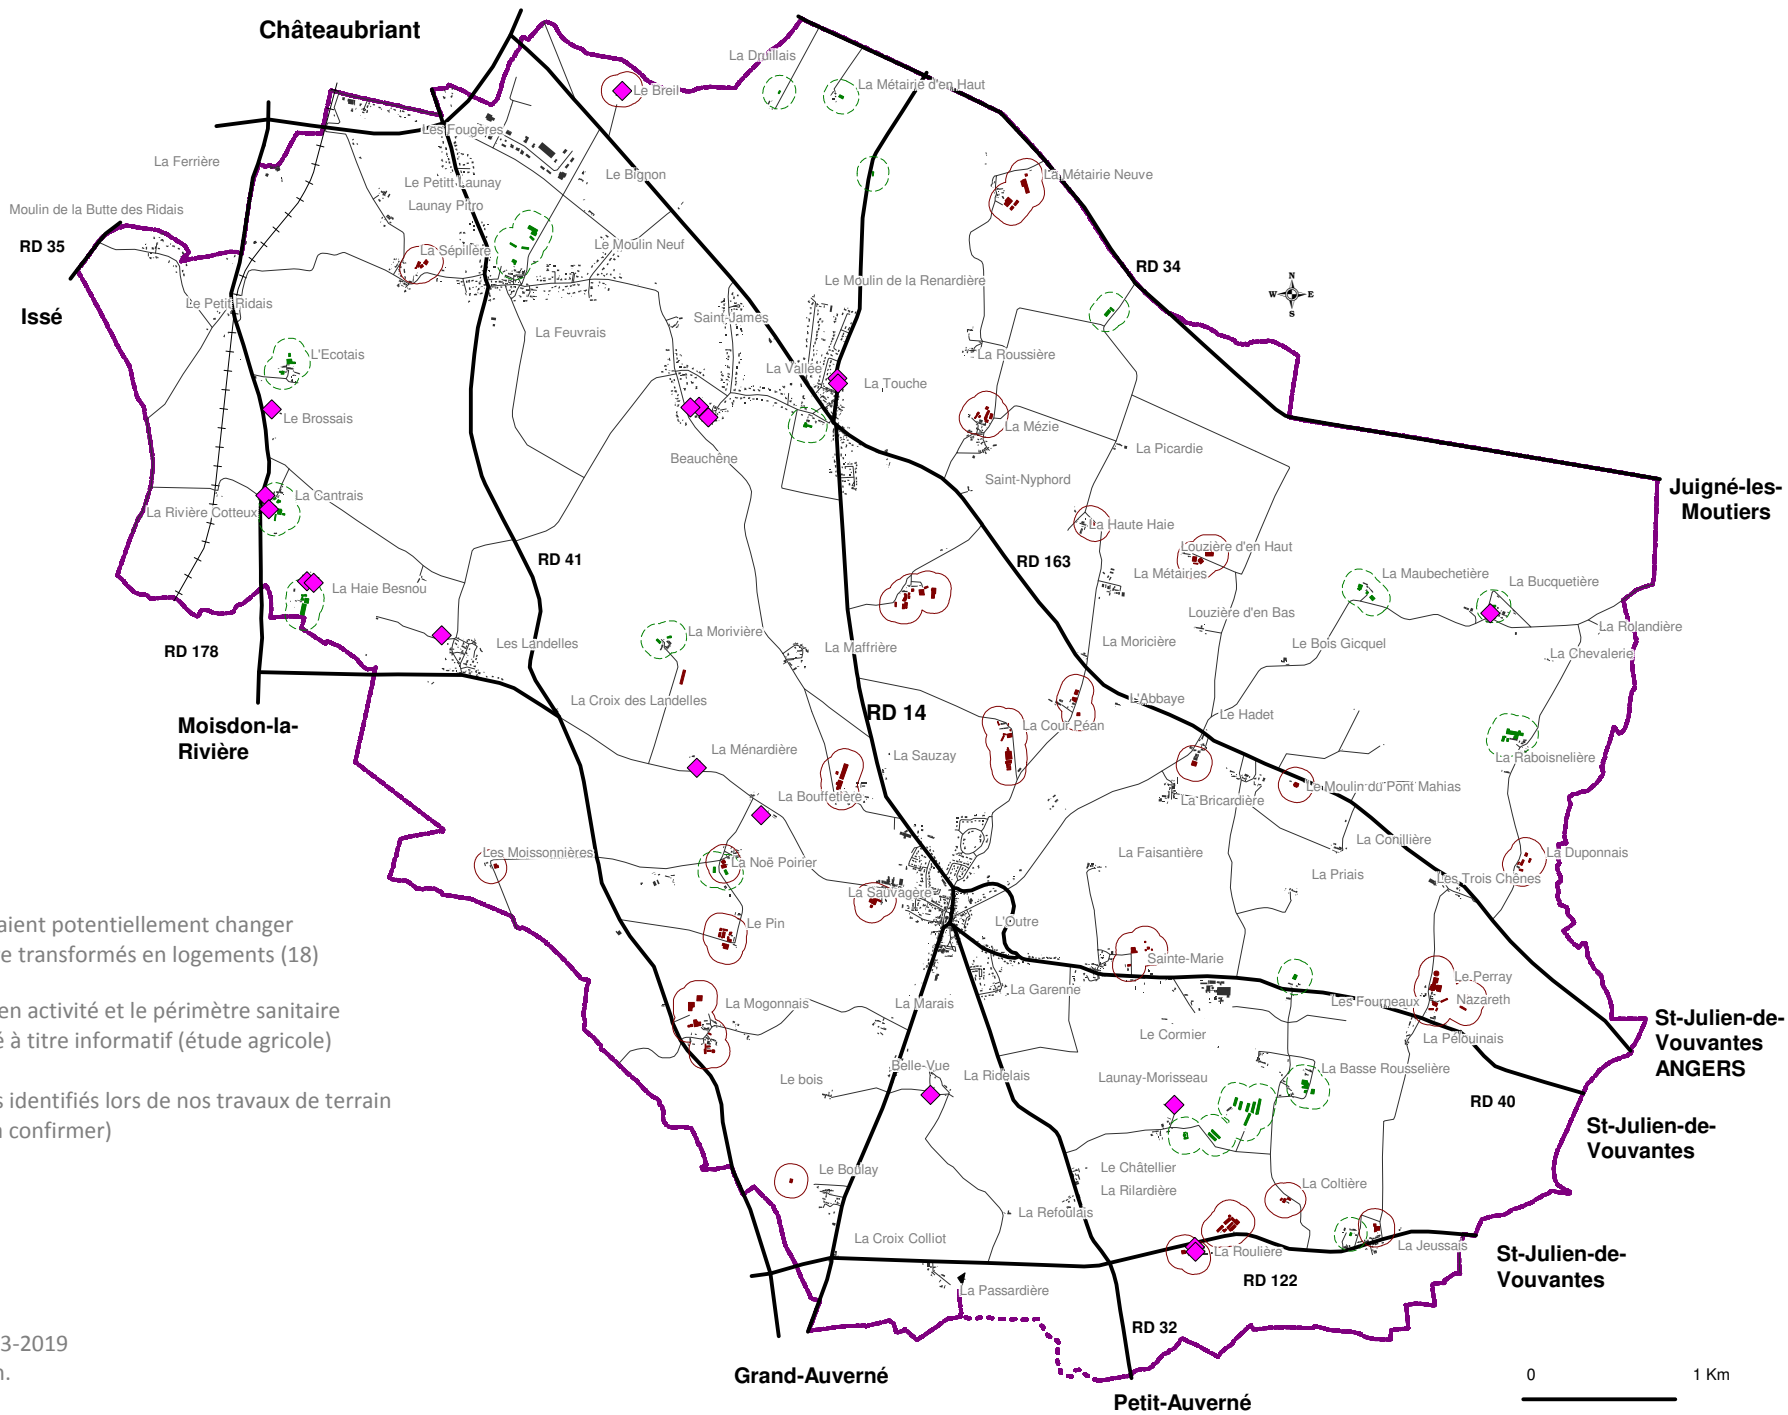 Châteaubriant
La Druillais
La Métairie d'en Haut
Le Breil
Les Fougères
La Ferrière
Le Bignon
La Métairie Neuve
Le Petitt Launay
Launay Pitro
Moulin de la Butte des Ridais
RD 35
La Sépillère
Le Moulin Neuf
RD 34
N
W E
S
Le Moulin de la Renardière
Le Petit Ridais
Issé
Saint-James
La Feuvrais
L'Ecotais
La Roussière
La Vallée
La Touche
Le Brossais
La Mézie
La Picardie
Beauchêne
Saint-Nyphord
Juigné-les-
Moutiers
La Cantrais
La Rivière Cotteux
La Haute Haie
Louzière d'en Haut
RD 41
RD 163
La Métairies
La Maubechetière
La Bucquetière
La Haie Besnou
Louzière d'en Bas
La Rolandière
La Morivière
Les Landelles
La Maffrière
La Moricière
Le Bois Gicquel
La Chevalerie
RD 178
La Croix des Landelles
L'Abbaye
RD 14
Le Hadet
La Cour Péan
Moisdon-la-
Rivière
La Ménardière
La Sauzay
La Raboisnelière
La Bouffetière
La Bricardière
Le Moulin du Pont Mahias
La Conillière
Les Moissonnières
La Noë Poirier
La Faisantière
La Duponnais
La Priais
Les Trois Chênes
La Sauvagère
Le Pin
L'Outre
aient potentiellement changer
e transformés en logements (18)
Sainte-Marie
Le Perray
La Garenne
Nazareth
La Mogonnais
La Marais
Les Fourneaux
en activité et le périmètre sanitaire
é à titre informatif (étude agricole)
Le Cormier
La Pélouinais
St-Julien-de-
Vouvantes
ANGERS
Belle-Vue
Le bois
La Ridelais
Launay-Morisseau
La Basse Rousselière
RD 40
s identifiés lors de nos travaux de terrain
à confirmer)
St-Julien-de-
Vouvantes
Le Boulay
Le Châtellier
La Rilardière
La Coltière
La Refoulais
La Croix Colliot
La Roulière
La Jeussais
St-Julien-de-
Vouvantes
RD 122
La Passardière
RD 32
3-2019
n.
Grand-Auverné
Petit-Auverné
0 1 Km